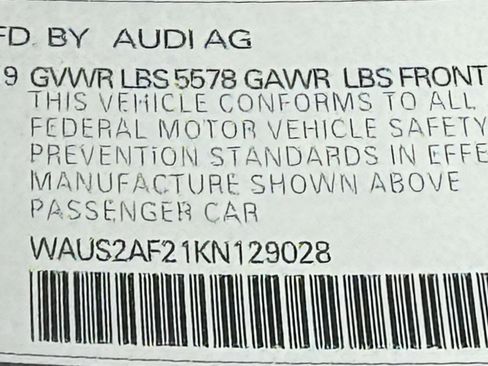 FD BY AUDI AG
9 GVWR LBS 5578 GAWR LBS FRONT
THIS VEHICLE CONFORMS TO ALL
FEDERAL MOTOR VEHICLE SAFETY
PREVENTION STANDARDS IN EFFE
MANUFACTURE SHOWN ABOVE
PASSENGER CAR
WAUS2AF21KN129028